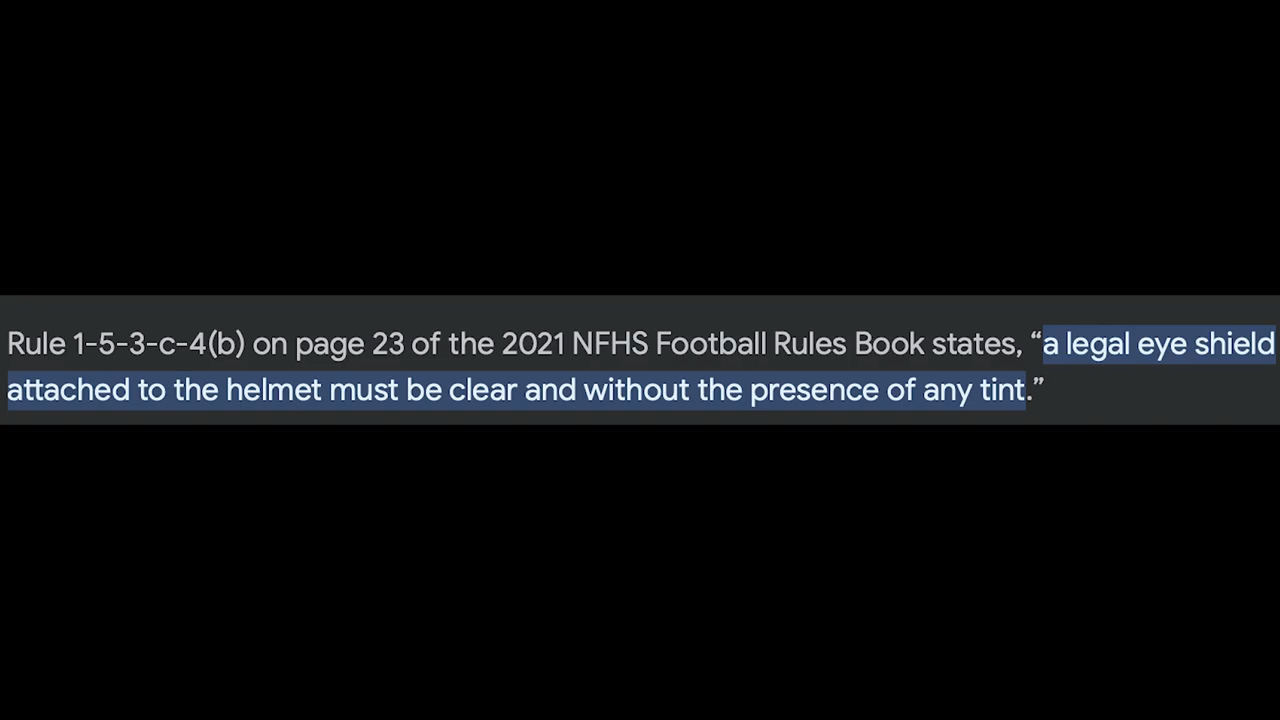 Rule 1-5-3-c-4(b) on page 23 of the 2021 NFHS Football Rules Book states, “a legal eye shield
attached to the helmet must be clear and without the presence of any tint.”